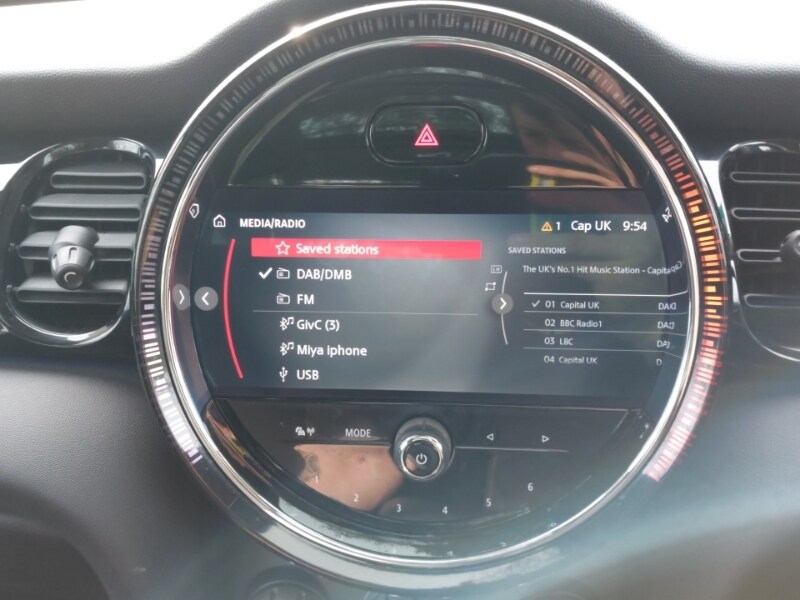 MEDIA/RADIO
1 Cap UK 9:54
Saved stations
DAB/DMB
FM
GivC (3)
Miya iphone
USB
SAVED STATIONS
The UK's No.1 Hit Music Station - Capital
01 Capital UK
02 BBC Radio1
03 LBC
04 Capital UK
MODE
1 2 3 4 5 6